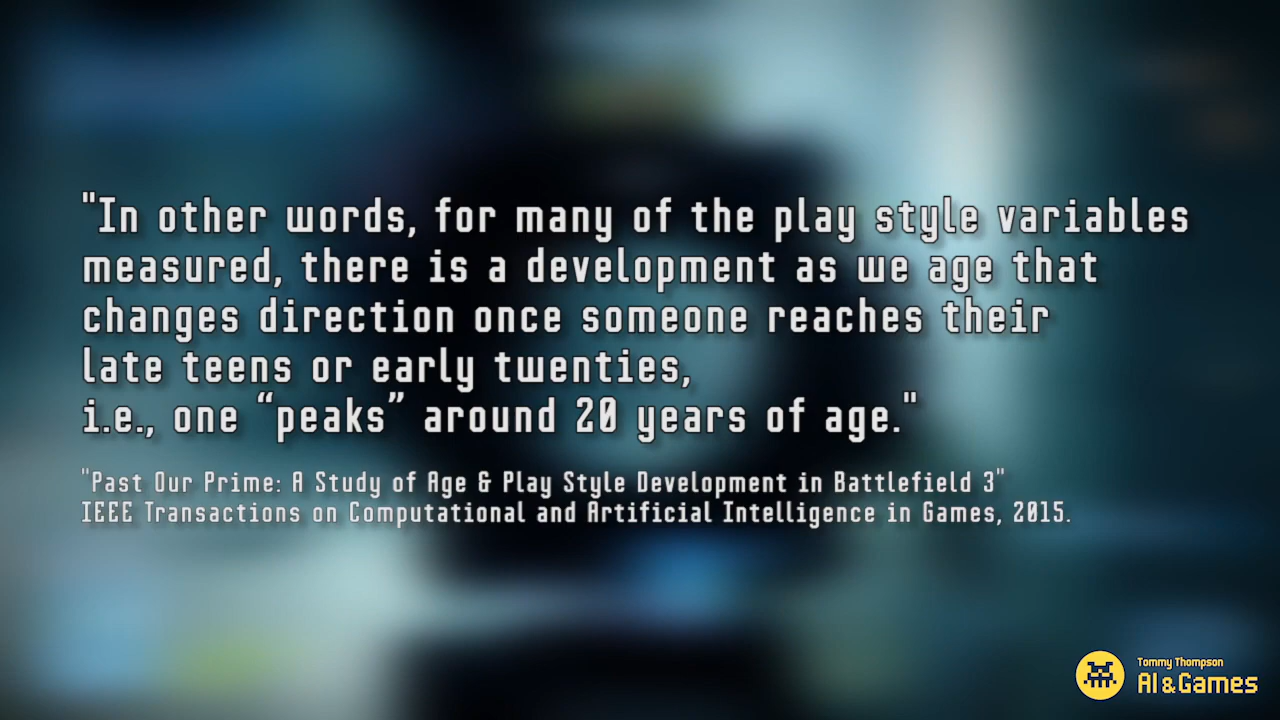 "In other words, for many of the play style variables
measured, there is a development as we age that
changes direction once someone reaches their
late teens or early twenties,
i.e., one “peaks” around 20 years of age."
"Past Our Prime: A Study of Age & Play Style Development in Battlefield 3"
IEEE Transactions on Computational and Artificial Intelligence in Games, 2015.
Tommy Thompson
AI & Games